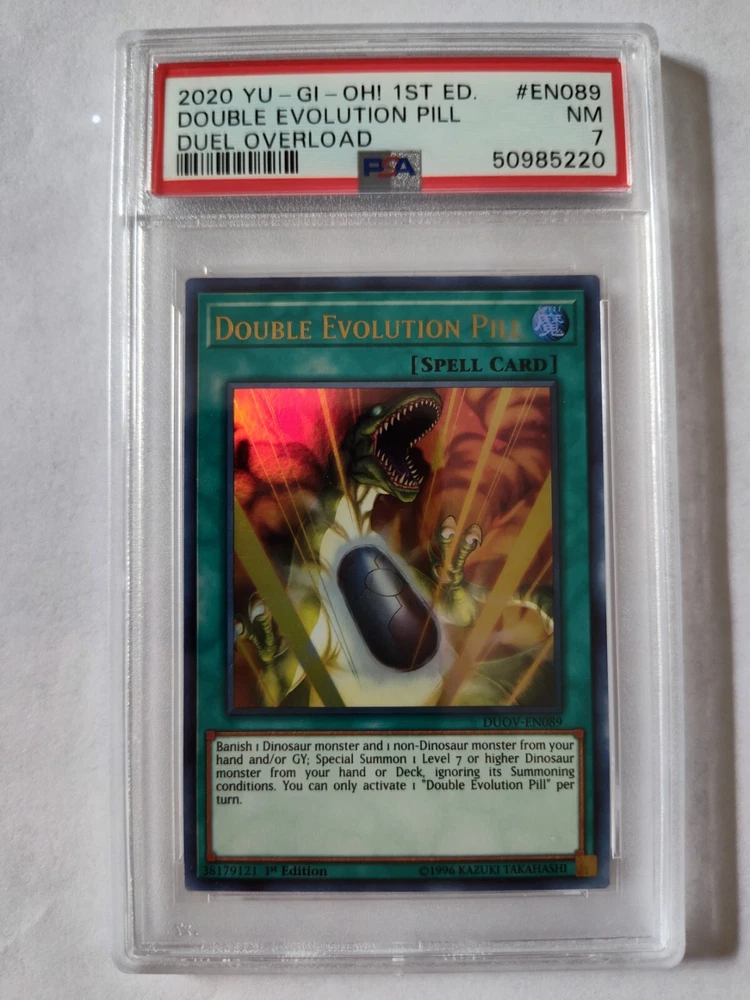 2020 YU-GI-OH! 1ST ED. #EN089
DOUBLE EVOLUTION PILL NM
DUEL OVERLOAD 7
PSA 50985220
DOUBLE EVOLUTION PILL
魔
[SPELL CARD]
DUOV-EN089
Banish 1 Dinosaur monster and 1 non-Dinosaur monster from your
hand and/or GY; Special Summon 1 Level 7 or higher Dinosaur
monster from your hand or Deck, ignoring its Summoning
conditions. You can only activate 1 "Double Evolution Pill" per
turn.
38179121 1st Edition ©1996 KAZUKI TAKAHASHI